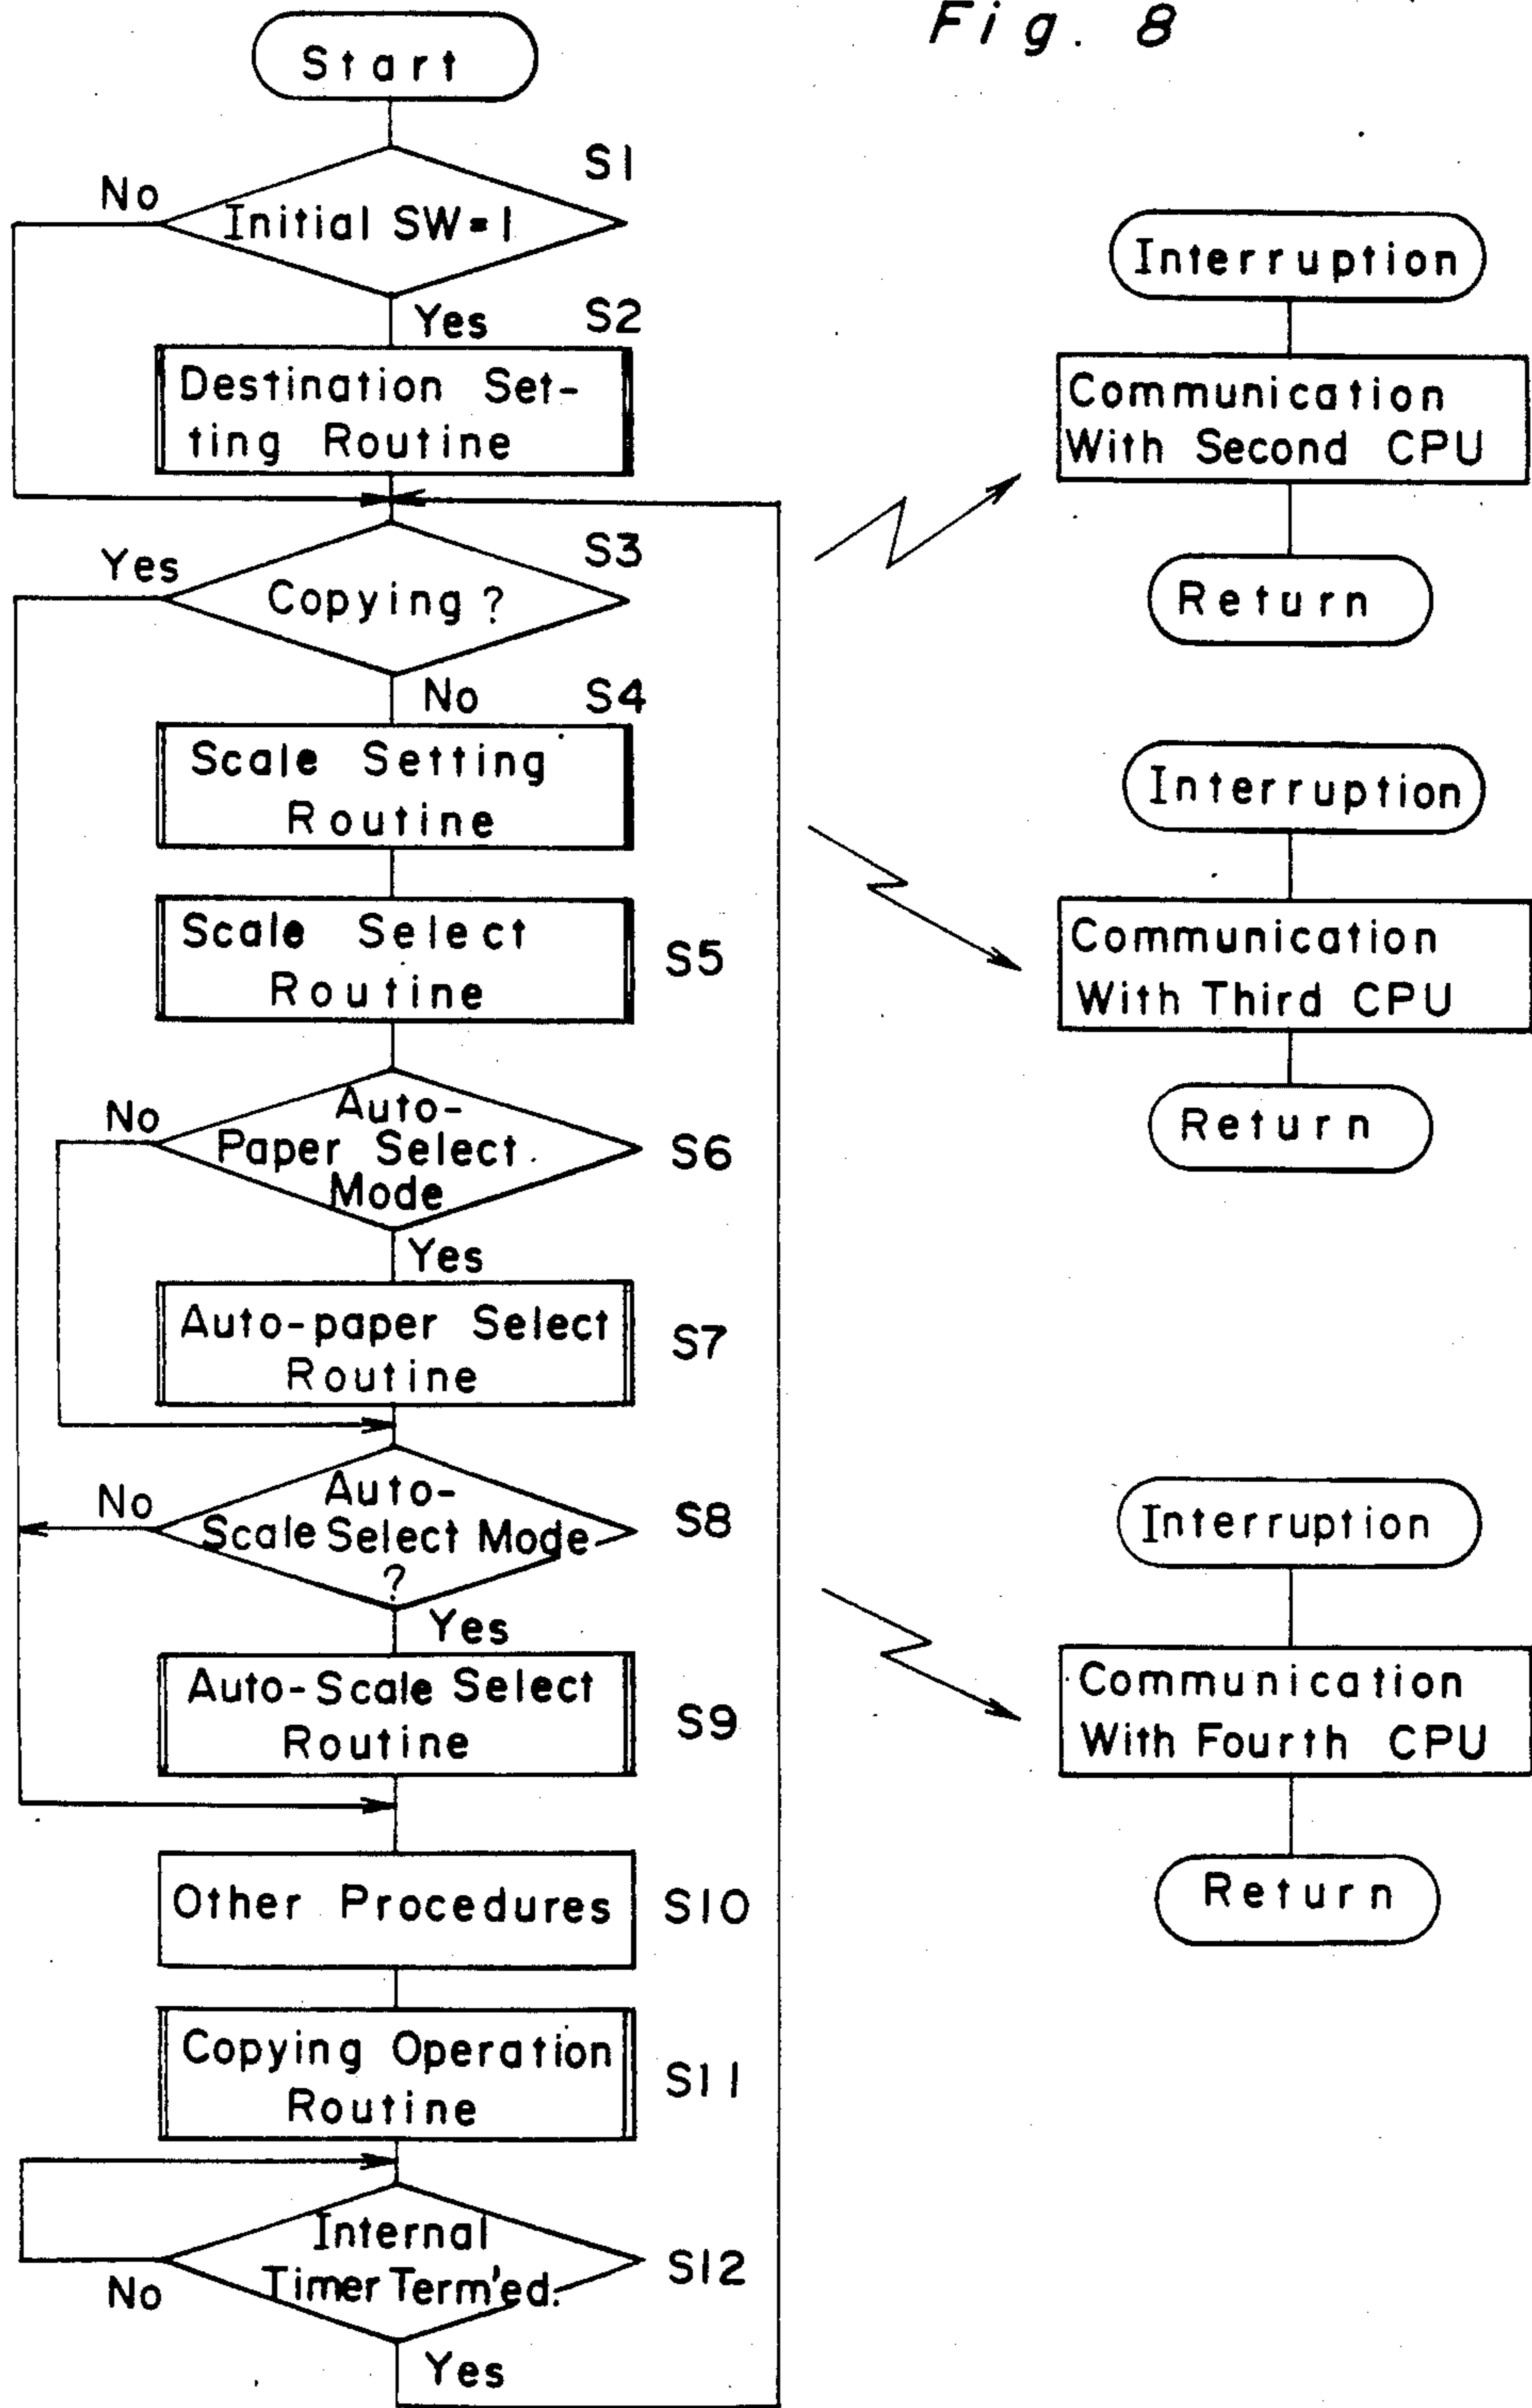 Fig. 8
Start
S1
No
Initial SW=1
Yes
S2
Destination Set-
ting Routine
S3
Yes
Copying ?
No
S4
Scale Setting
Routine
Scale Select
Routine
S5
No
Auto-
Paper Select
Mode
S6
Yes
Auto-paper Select
Routine
S7
No
Auto-
Scale Select Mode
?
S8
Yes
Auto-Scale Select
Routine
S9
Other Procedures
S10
Copying Operation
Routine
S11
Internal
Timer Term'ed.
S12
No
Yes
Interruption
Communication
With Second CPU
Return
Interruption
Communication
With Third CPU
Return
Interruption
Communication
With Fourth CPU
Return